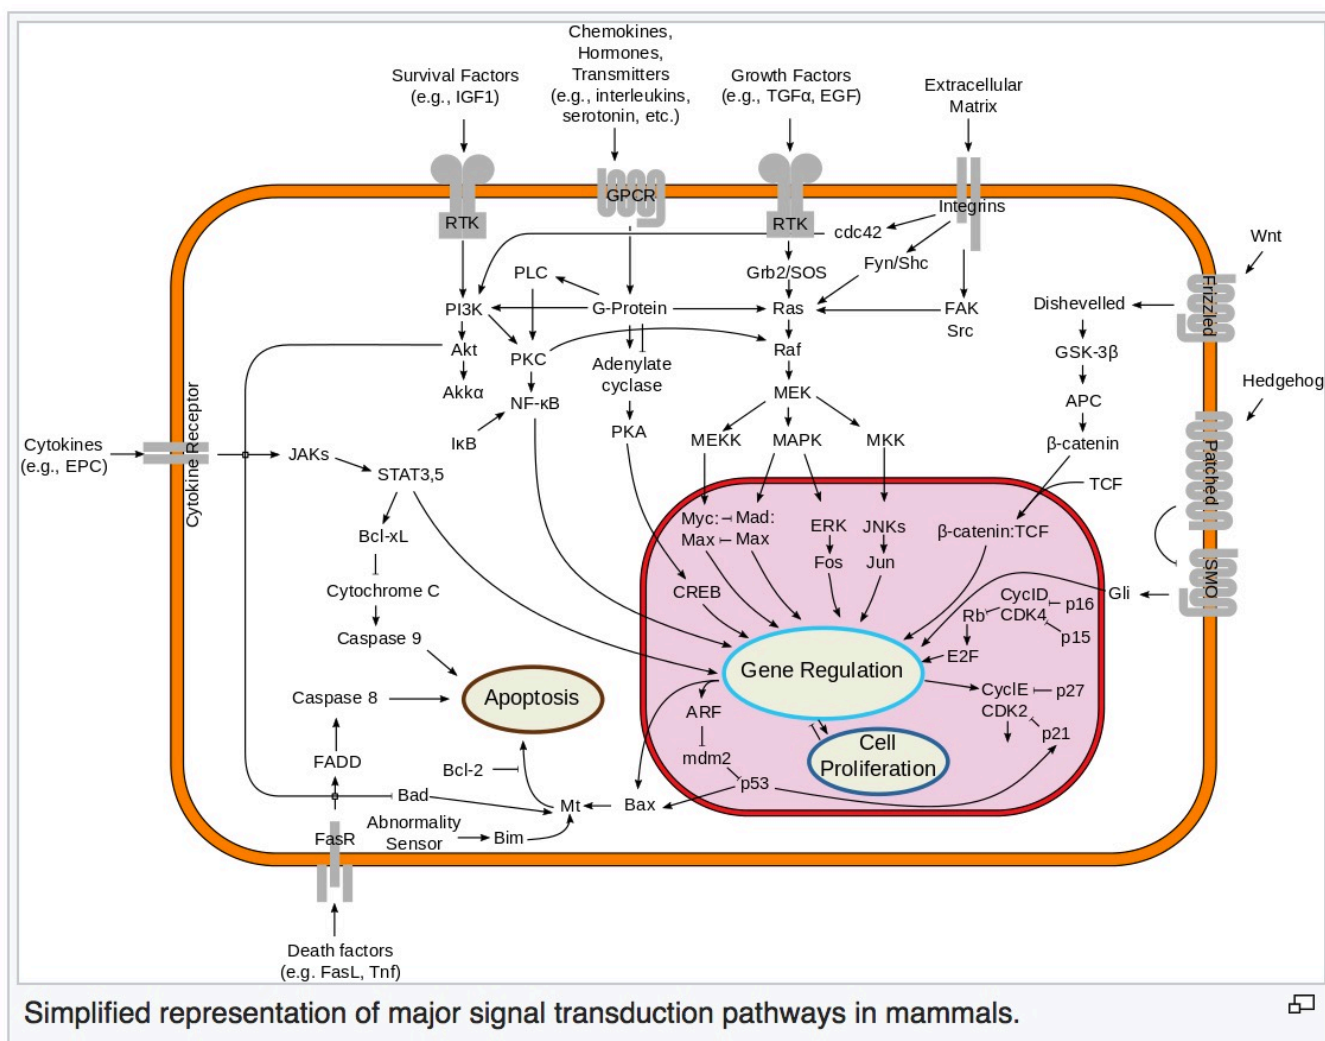 Chemokines,
Hormones,
Transmitters
(e.g., interleukins,
serotonin, etc.)
Survival Factors
(e.g., IGF1)
Growth Factors
(e.g., TGFα, EGF)
Extracellular
Matrix
RTK
GPCR
RTK
Integrins
cdc42
Wnt
Frizzled
PLC
Grb2/SOS
Fyn/Shc
PI3K
G-Protein
Ras
FAK
Src
Dishevelled
Akt
PKC
Adenylate
cyclase
Raf
GSK-3β
Akkα
NF-κB
MEK
APC
Hedgehog
Patched
IκB
PKA
MEKK
MAPK
MKK
β-catenin
Cytokines
(e.g., EPC)
Cytokine Receptor
JAKs
STAT3,5
TCF
Bcl-xL
Myc:
Max
Mad:
Max
ERK
JNKs
β-catenin:TCF
Fos
Jun
Cytochrome C
CREB
SMO
Gli
CyclD
CDK4
p16
Rb
p15
Caspase 9
E2F
Gene Regulation
Apoptosis
Caspase 8
CyclE
CDK2
p27
ARF
p21
mdm2
Cell
Proliferation
FADD
Bcl-2
p53
Bad
Mt
Bax
Abnormality
Sensor
Bim
FasR
Death factors
(e.g. FasL, Tnf)
Simplified representation of major signal transduction pathways in mammals.